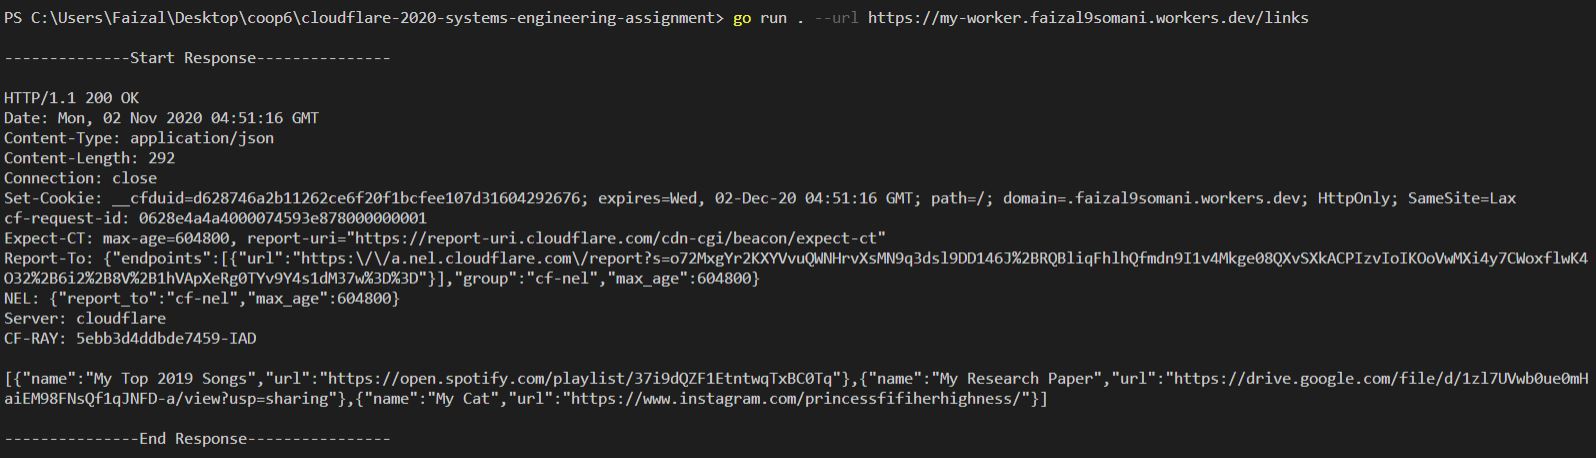 PS C:\Users\Faizal\Desktop\coop6\cloudflare-2020-systems-engineering-assignment> go run . --url https://my-worker.faizal9somani.workers.dev/links
--------------Start Response---------------
HTTP/1.1 200 OK
Date: Mon, 02 Nov 2020 04:51:16 GMT
Content-Type: application/json
Content-Length: 292
Connection: close
Set-Cookie: __cfduid=d628746a2b11262ce6f20f1bcfee107d31604292676; expires=Wed, 02-Dec-20 04:51:16 GMT; path=/; domain=.faizal9somani.workers.dev; HttpOnly; SameSite=Lax
cf-request-id: 0628e4a4a4000074593e878000000001
Expect-CT: max-age=604800, report-uri="https://report-uri.cloudflare.com/cdn-cgi/beacon/expect-ct"
Report-To: {"endpoints":[{"url":"https:\/\/a.nel.cloudflare.com\/report?s=o72MxgYr2KXYVvuQWNHrvXsMN9q3dsl9DD146J%2BRQBliqFhlhQfmdn9I1v4Mkge08QXvSXkACPIzvIoIKOoVwMXi4y7CWoxflwK4
O32%2B6i2%2B8V%2B1hVApXeRg0TYv9Y4s1dM37w%3D%3D"}],"group":"cf-nel","max_age":604800}
NEL: {"report_to":"cf-nel","max_age":604800}
Server: cloudflare
CF-RAY: 5ebb3d4ddbde7459-IAD
[{"name":"My Top 2019 Songs","url":"https://open.spotify.com/playlist/37i9dQZF1EtntwqTxBC0Tq"},{"name":"My Research Paper","url":"https://drive.google.com/file/d/1zl7UVwb0ue0mH
aiEM98FNsQf1qJNFD-a/view?usp=sharing"},{"name":"My Cat","url":"https://www.instagram.com/princessfifiherhighness/"}]
---------------End Response----------------